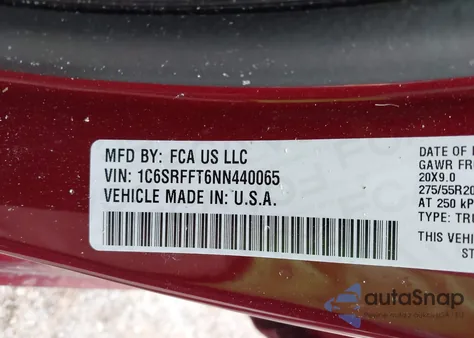 MFD BY: FCA US LLC
VIN: 1C6SRFFT6NN440065
VEHICLE MADE IN: U.S.A.
DATE OF
GAWR FR
20X9.0
275/55R20
AT 250 kP
TYPE: TR
THIS VEHI
ST
autoSnap